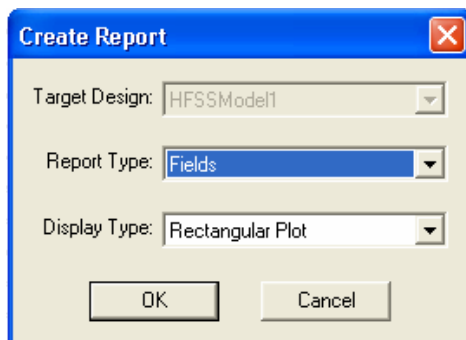 Create Report
Target Design: HFSSModel1
Report Type: Fields
Display Type: Rectangular Plot
OK Cancel